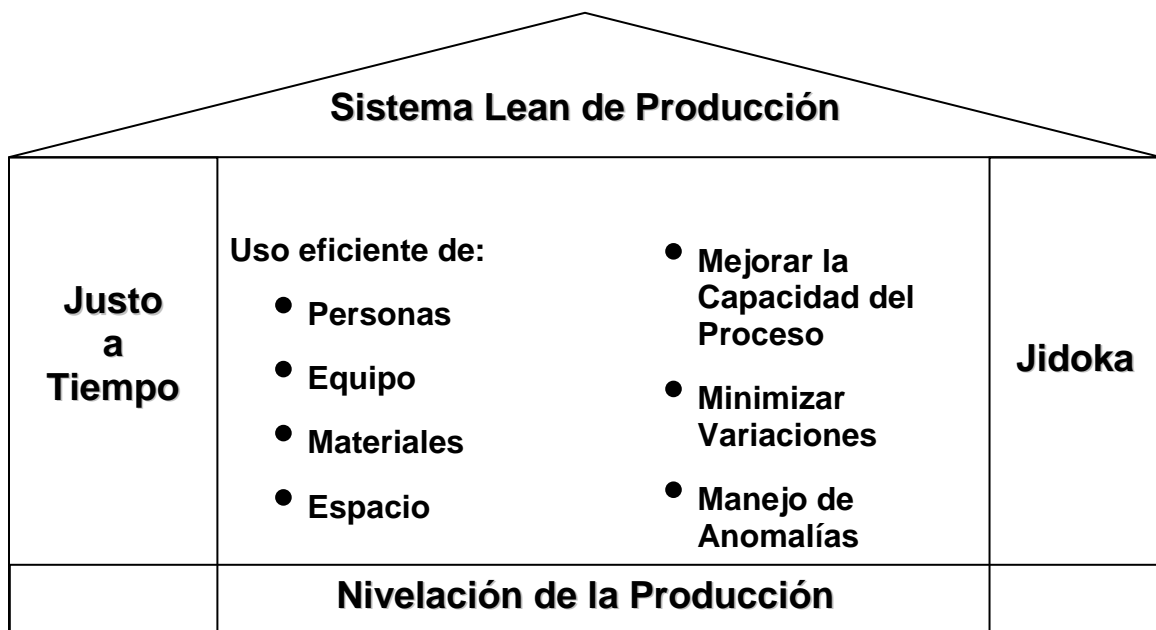 Sistema Lean de Producción
Justo
a
Tiempo
Uso eficiente de:
Personas
Equipo
Materiales
Espacio
Mejorar la
Capacidad del
Proceso
Minimizar
Variaciones
Manejo de
Anomalías
Jidoka
Nivelación de la Producción